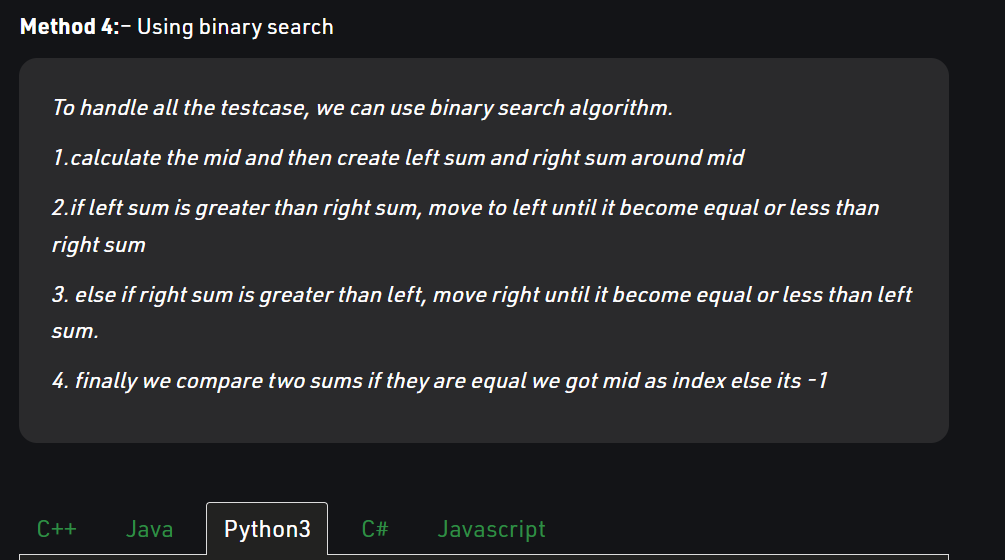 Method 4:– Using binary search
To handle all the testcase, we can use binary search algorithm.
1.calculate the mid and then create left sum and right sum around mid
2.if left sum is greater than right sum, move to left until it become equal or less than
right sum
3. else if right sum is greater than left, move right until it become equal or less than left
sum.
4. finally we compare two sums if they are equal we got mid as index else its -1
C++ Java Python3 C# Javascript